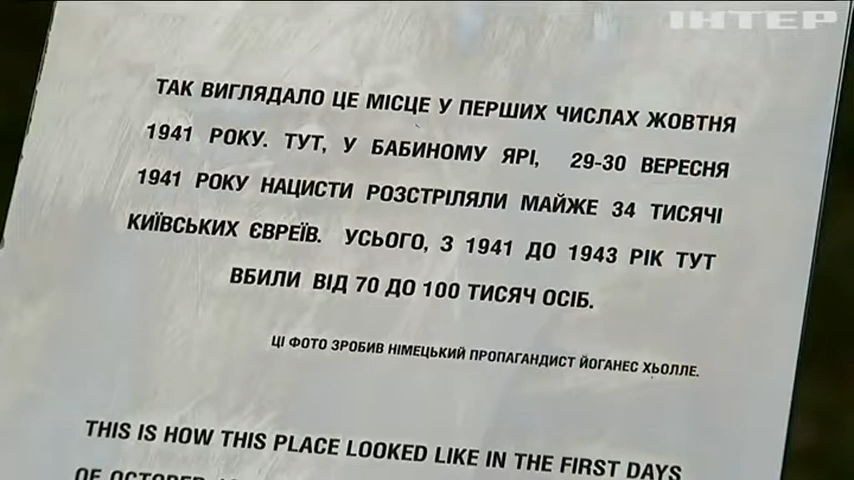 ІНТЕР
ТАК ВИГЛЯДАЛО ЦЕ МІСЦЕ У ПЕРШИХ ЧИСЛАХ ЖОВТНЯ
1941 РОКУ. ТУТ, У БАБИНОМУ ЯРІ, 29-30 ВЕРЕСНЯ
1941 РОКУ НАЦИСТИ РОЗСТРІЛЯЛИ МАЙЖЕ 34 ТИСЯЧІ
КИЇВСЬКИХ ЄВРЕЇВ. УСЬОГО, З 1941 ДО 1943 РІК ТУТ
ВБИЛИ ВІД 70 ДО 100 ТИСЯЧ ОСІБ.
ЦІ ФОТО ЗРОБИВ НІМЕЦЬКИЙ ПРОПАГАНДИСТ ЙОГАНЕС ХЬОЛЛЕ.
THIS IS HOW THIS PLACE LOOKED LIKE IN THE FIRST DAYS
OF OCTOBER